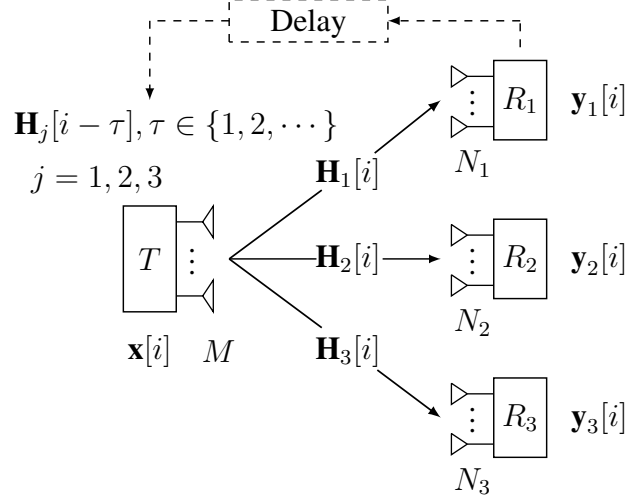 Delay
H_j[i − τ], τ ∈ {1, 2, ⋯}
j = 1, 2, 3
R_1 y_1[i]
N_1
H_1[i]
T H_2[i] R_2 y_2[i]
N_2
x[i] M H_3[i]
R_3 y_3[i]
N_3